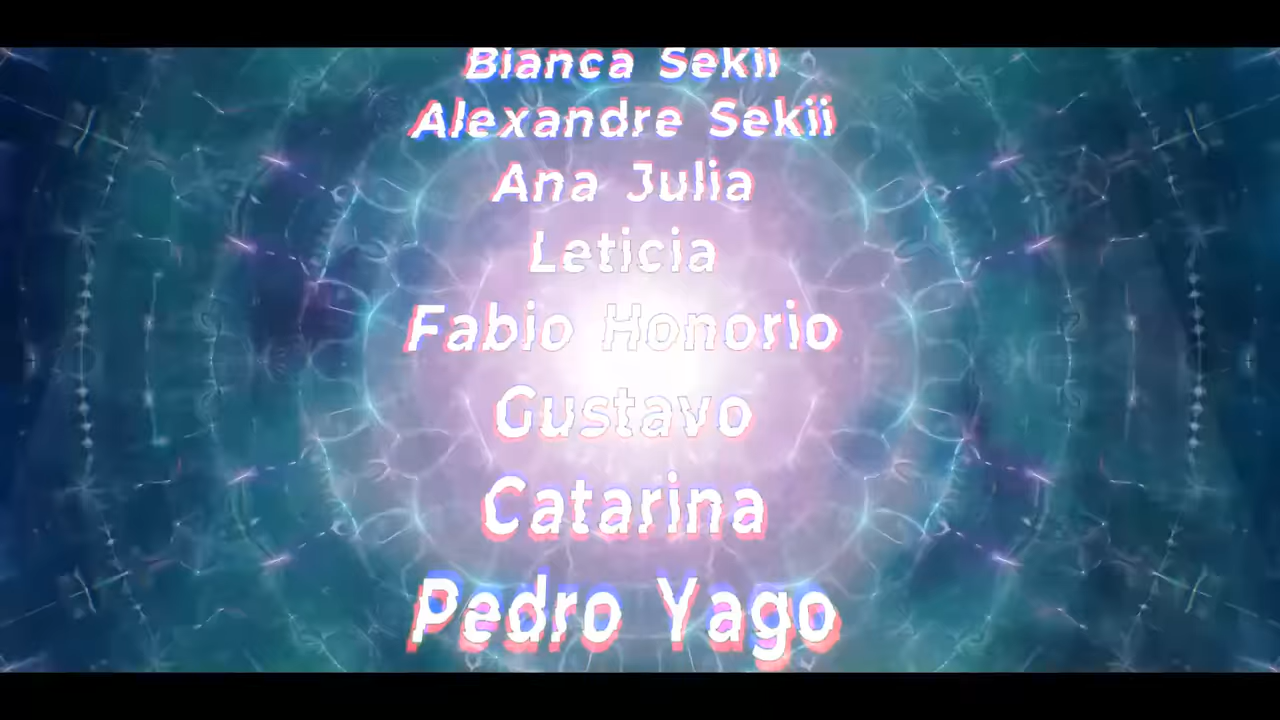 Bianca Sekii
Alexandre Sekii
Ana Julia
Leticia
Fabio Honorio
Gustavo
Catarina
Pedro Yago